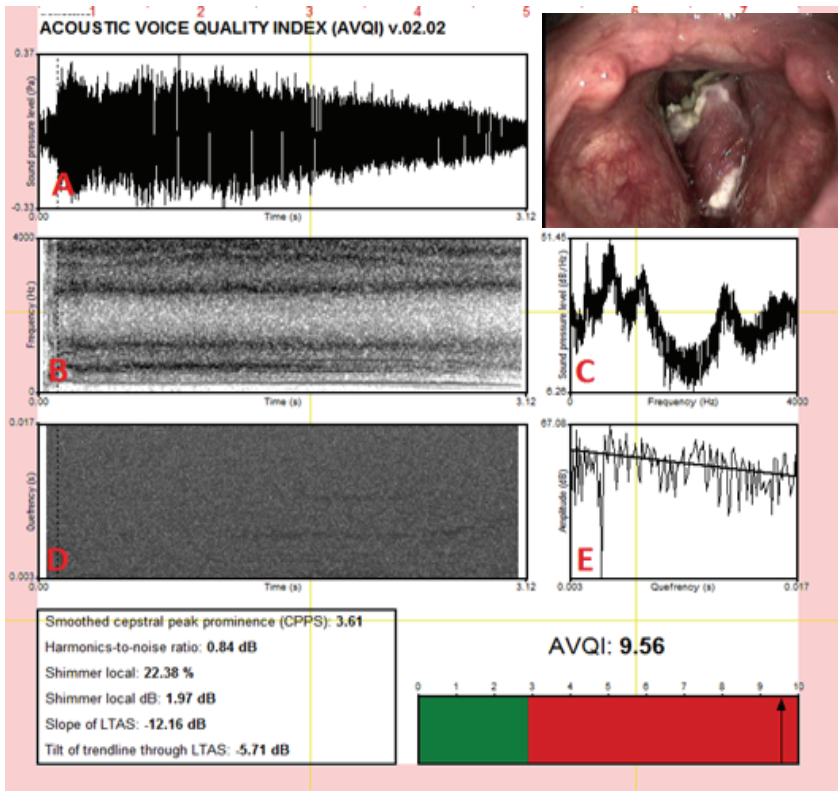 1 2 3 4 5 6 7
ACOUSTIC VOICE QUALITY INDEX (AVQI) v.02.02
0.37
Sound pressure level (Pa)
A
-0.33
0.00 Time (s) 3.12
4000
Frequency (Hz)
B
0
0.00 Time (s) 3.12
51.45
Sound pressure level (dB/Hz)
C
6.26
0 Frequency (Hz) 4000
0.017
Quefrency (s)
D
0.003
0.00 Time (s) 3.12
67.08
Amplitude (dB)
E
0.003 Quefrency (s) 0.017
Smoothed cepstral peak prominence (CPPS): 3.61
Harmonics-to-noise ratio: 0.84 dB
Shimmer local: 22.38 %
Shimmer local dB: 1.97 dB
Slope of LTAS: -12.16 dB
Tilt of trendline through LTAS: -5.71 dB
AVQI: 9.56
0 1 2 3 4 5 6 7 8 9 10